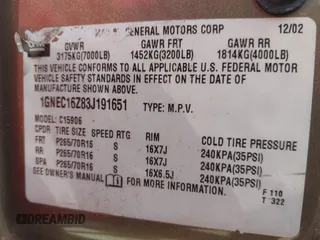 GENERAL MOTORS CORP 12/02
GVWR GAWR FRT GAWR RR
3175KG(7000LB) 1452KG(3200LB) 1814KG(4000LB)
THIS VEHICLE CONFORMS TO ALL APPLICABLE U.S. FEDERAL MOTOR
VEHICLE SAFETY STANDARDS IN EFFECT ON THE DATE OF
MANUFACTURE SHOWN ABOVE.
1GNEC16Z83J191651 TYPE: M.P.V.
MODEL: C15906
TIRE SIZE SPEED RTG RIM COLD TIRE PRESSURE
FRT P265/70R16 S 16X7J 240KPA(35PSI)
RR P265/70R16 S 16X7J 240KPA(35PSI)
SPA P265/70R16 S 16X6.5J 240KPA(35PSI)
SEE OWNER'S MANUAL FOR MORE INFORMATION.
F 110
T 322
DREAMBID